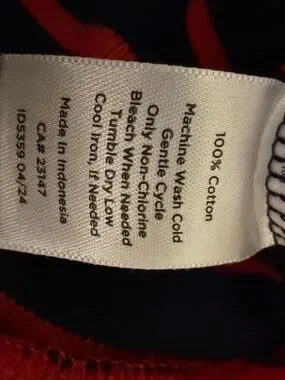 100% Cotton
Machine Wash Cold
Gentle Cycle
Only Non-Chlorine
Bleach When Needed
Tumble Dry Low
Cool Iron, If Needed
Made In Indonesia
CA# 23147
ID5359 04/24